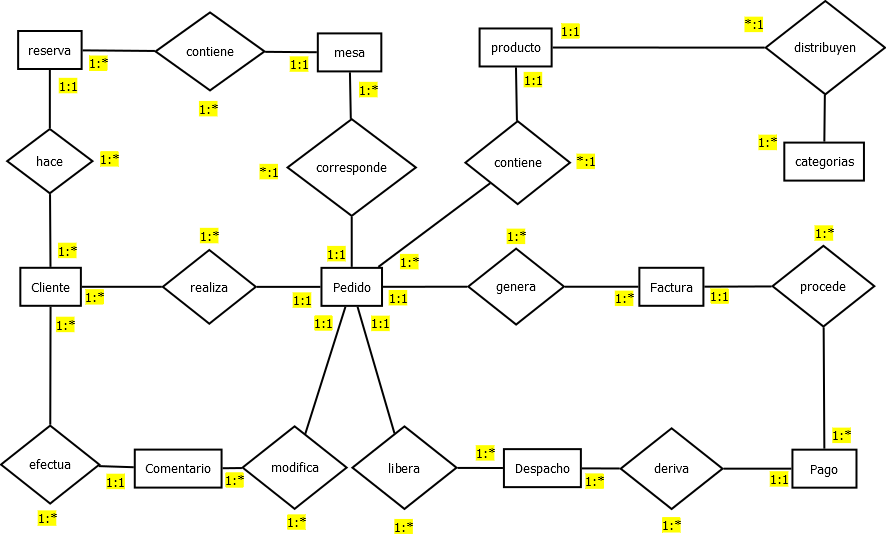 reserva
1:*
contiene
1:*
1:1
mesa
producto
1:1
*:1
distribuyen
1:1
1:*
1:1
hace
1:*
*:1
corresponde
contiene
*:1
1:*
categorias
1:*
1:*
1:1
1:*
1:*
1:*
Cliente
1:*
realiza
1:1
Pedido
1:1
genera
1:*
Factura
1:1
procede
1:*
1:1
1:1
efectua
1:1
1:*
Comentario
1:*
modifica
1:*
libera
1:*
1:*
Despacho
1:*
deriva
1:*
1:1
Pago
1:*